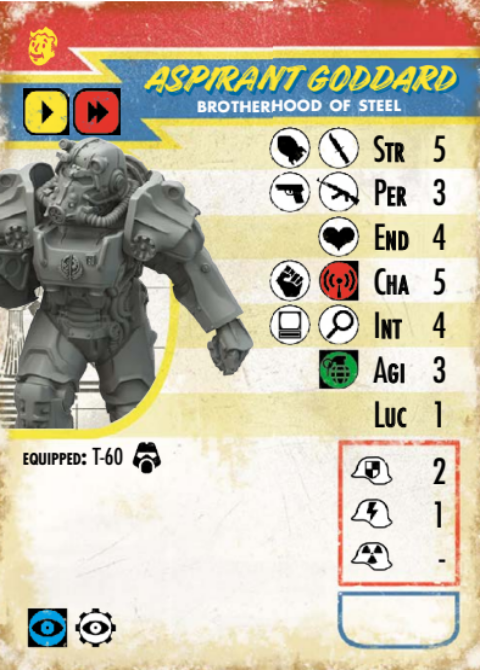 ASPIRANT GODDARD
BROTHERHOOD OF STEEL
STR 5
PER 3
END 4
CHA 5
INT 4
AGI 3
LUC 1
EQUIPPED: T-60
2
1
-